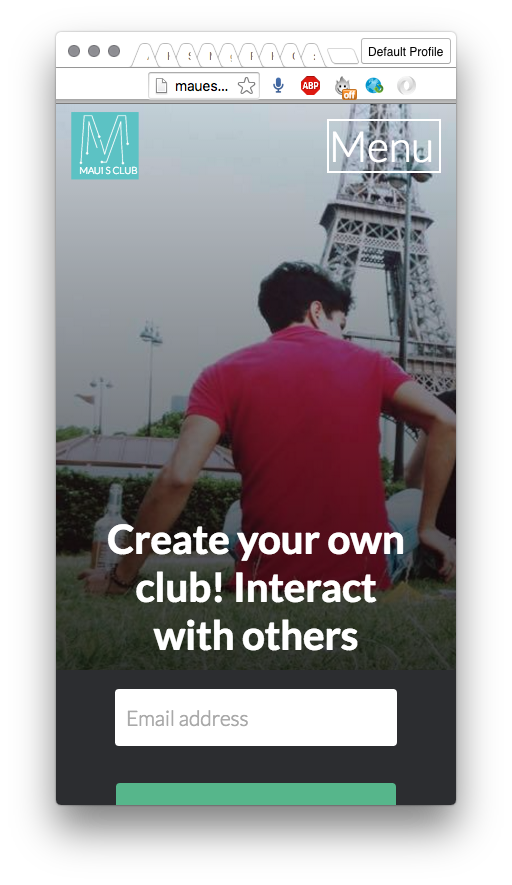 Default Profile
maues...
ABP
off
M
MAUI S CLUB
Menu
Create your own
club! Interact
with others
Email address